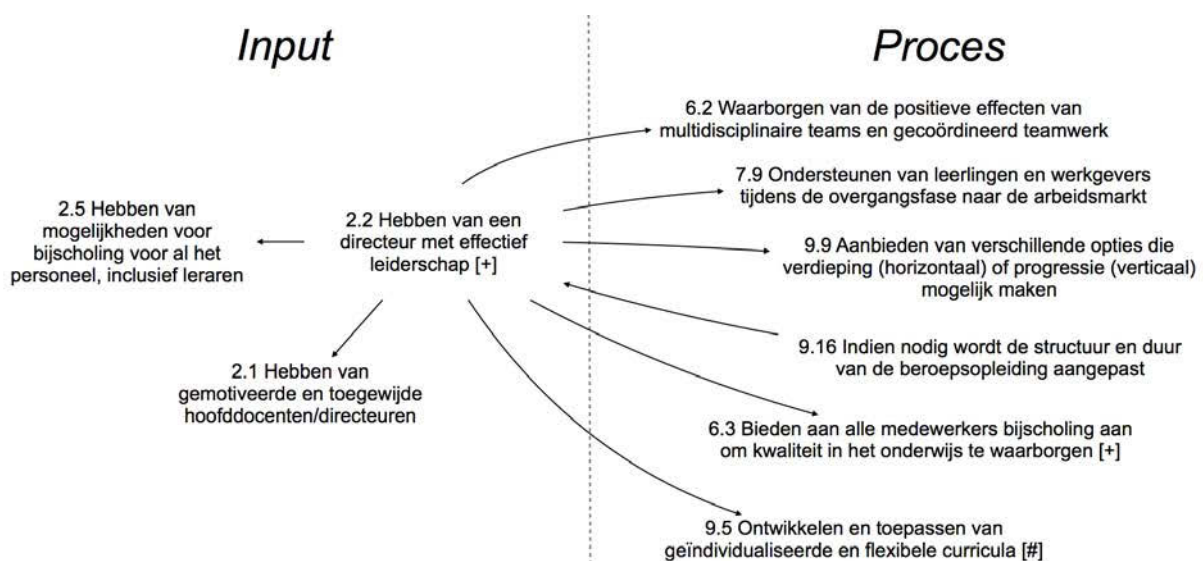 Input
Proces
6.2 Waarborgen van de positieve effecten van
multidisciplinaire teams en gecoördineerd teamwerk
7.9 Ondersteunen van leerlingen en werkgevers
tijdens de overgangsfase naar de arbeidsmarkt
2.5 Hebben van
mogelijkheden voor
bijscholing voor al het
personeel, inclusief leraren
2.2 Hebben van een
directeur met effectief
leiderschap [+]
9.9 Aanbieden van verschillende opties die
verdieping (horizontaal) of progressie (verticaal)
mogelijk maken
9.16 Indien nodig wordt de structuur en duur
van de beroepsopleiding aangepast
2.1 Hebben van
gemotiveerde en toegewijde
hoofddocenten/directeuren
6.3 Bieden aan alle medewerkers bijscholing aan
om kwaliteit in het onderwijs te waarborgen [+]
9.5 Ontwikkelen en toepassen van
geïndividualiseerde en flexibele curricula [#]